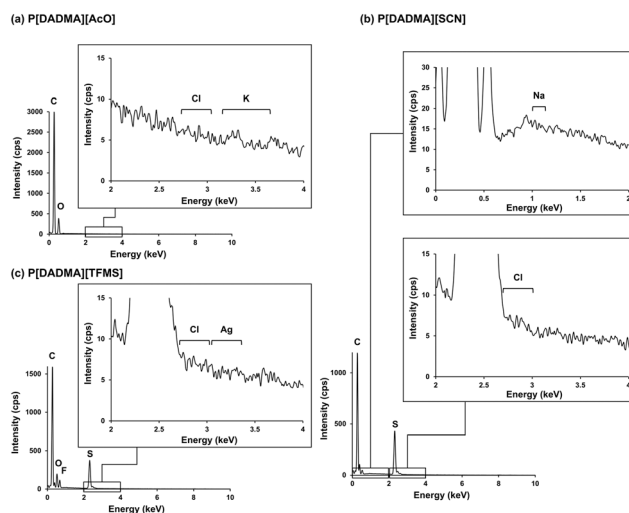 (a) P[DADMA][AcO]
Intensity (cps)
3000
2500
2000
1500
1000
500
0
C
O
0 2 4 6 8 10
Energy (keV)
Intensity (cps)
15
10
5
0
Cl K
2 2.5 3 3.5 4
Energy (keV)
(b) P[DADMA][SCN]
Intensity (cps)
30
25
20
15
10
5
0
Na
0 0.5 1 1.5 2
Energy (keV)
Intensity (cps)
15
10
5
0
Cl
2 2.5 3 3.5 4
Energy (keV)
Intensity (cps)
1000
500
0
C
S
0 2 4 6 8 10
Energy (keV)
(c) P[DADMA][TFMS]
Intensity (cps)
15
10
5
0
Cl Ag
2 2.5 3 3.5 4
Energy (keV)
Intensity (cps)
1500
1000
500
0
C
O
F
S
0 2 4 6 8 10
Energy (keV)